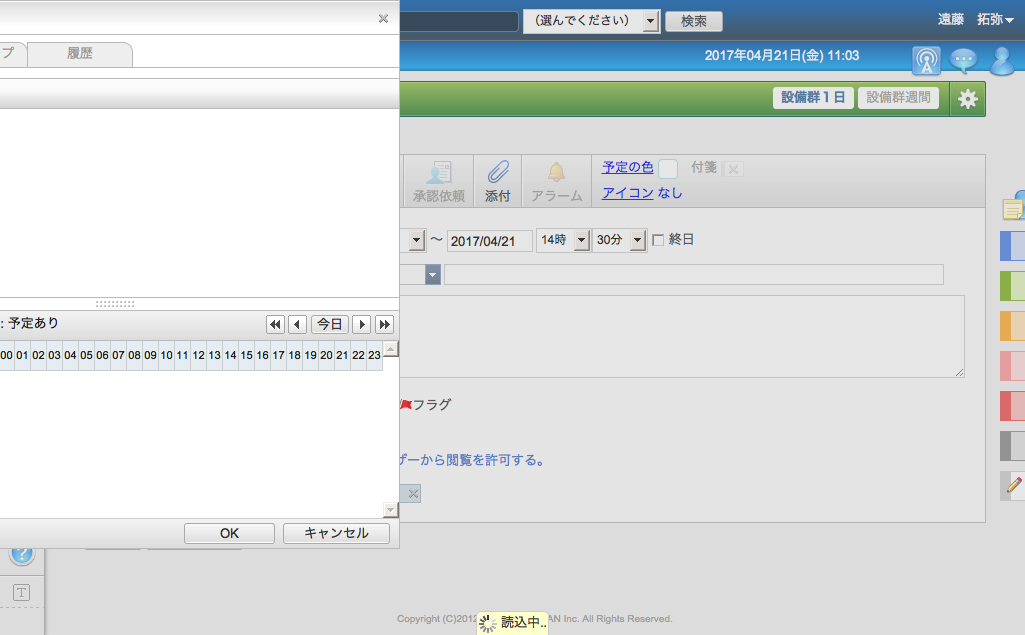 (選んでください)
検索
遠藤 拓弥
プ
履歴
2017年04月21日(金) 11:03
設備群1日
設備群週間
承認依頼
添付
アラーム
予定の色
付箋
アイコン なし
～
2017/04/21
14時
30分
終日
: 予定あり
今日
00 01 02 03 04 05 06 07 08 09 10 11 12 13 14 15 16 17 18 19 20 21 22 23
フラグ
ザーから閲覧を許可する。
OK
キャンセル
T
Copyright (C)2012
読込中..
AN Inc. All Rights Reserved.